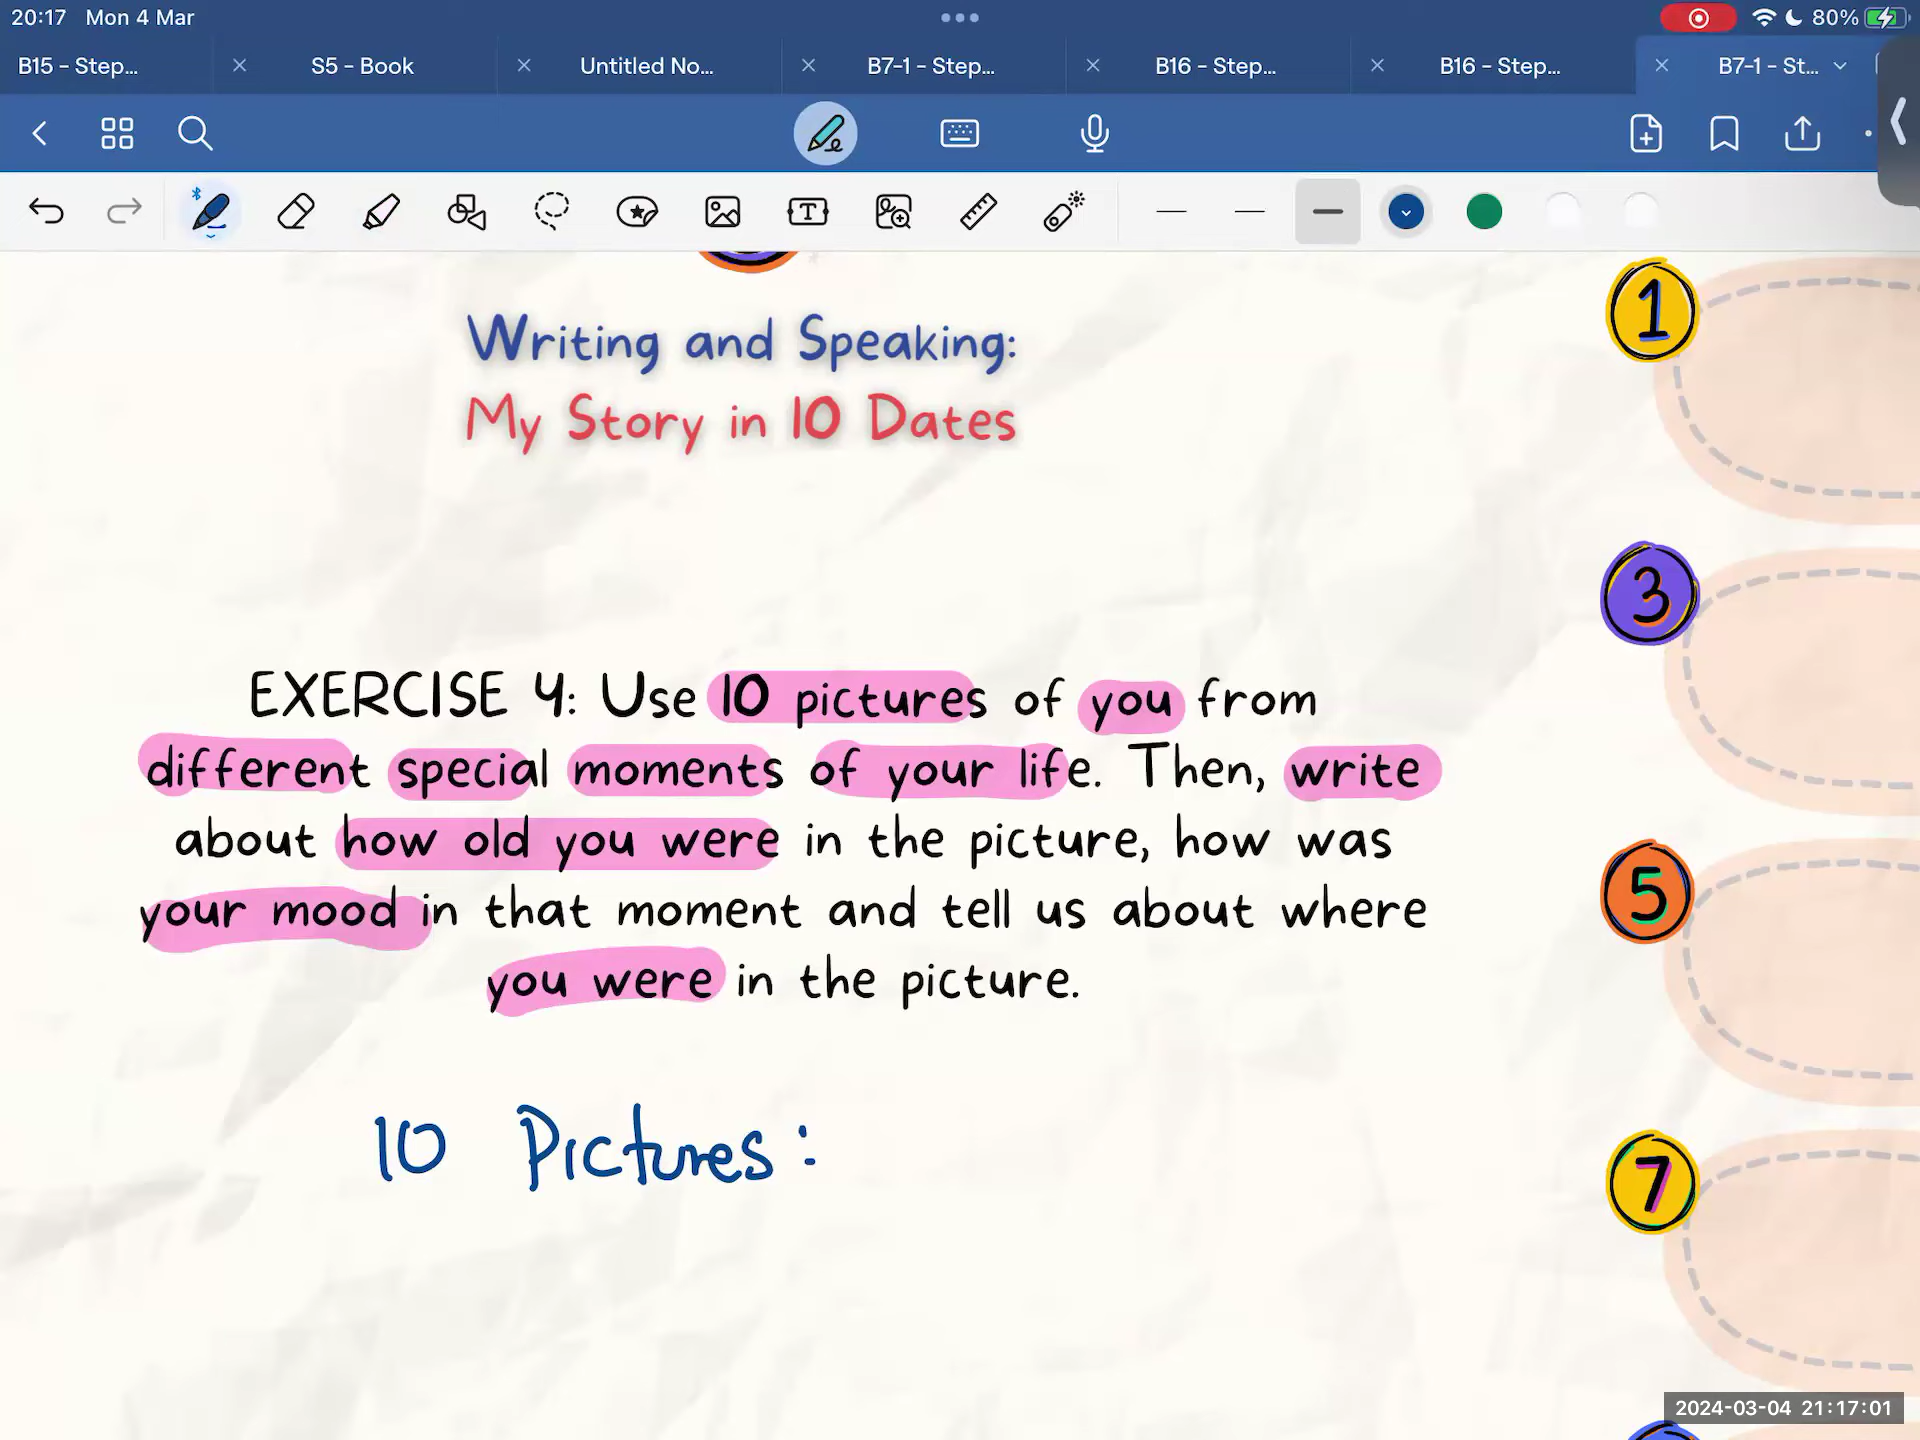 20:17 Mon 4 Mar
80%
B15 - Step...
S5 - Book
Untitled No...
B7-1 - Step...
B16 - Step...
B16 - Step...
B7-1 - St...
Writing and Speaking:
My Story in 10 Dates
EXERCISE 4: Use 10 pictures of you from
different special moments of your life. Then, write
about how old you were in the picture, how was
your mood in that moment and tell us about where
you were in the picture.
10 Pictures:
1
3
5
7
2024-03-04 21:17:01